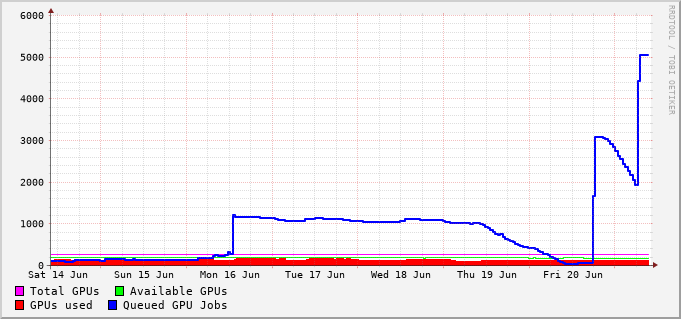 6000
5000
4000
3000
2000
1000
0
Sat 14 Jun Sun 15 Jun Mon 16 Jun Tue 17 Jun Wed 18 Jun Thu 19 Jun Fri 20 Jun
Total GPUs Available GPUs
GPUs used Queued GPU Jobs
RRDTOOL / TOBI OETIKER